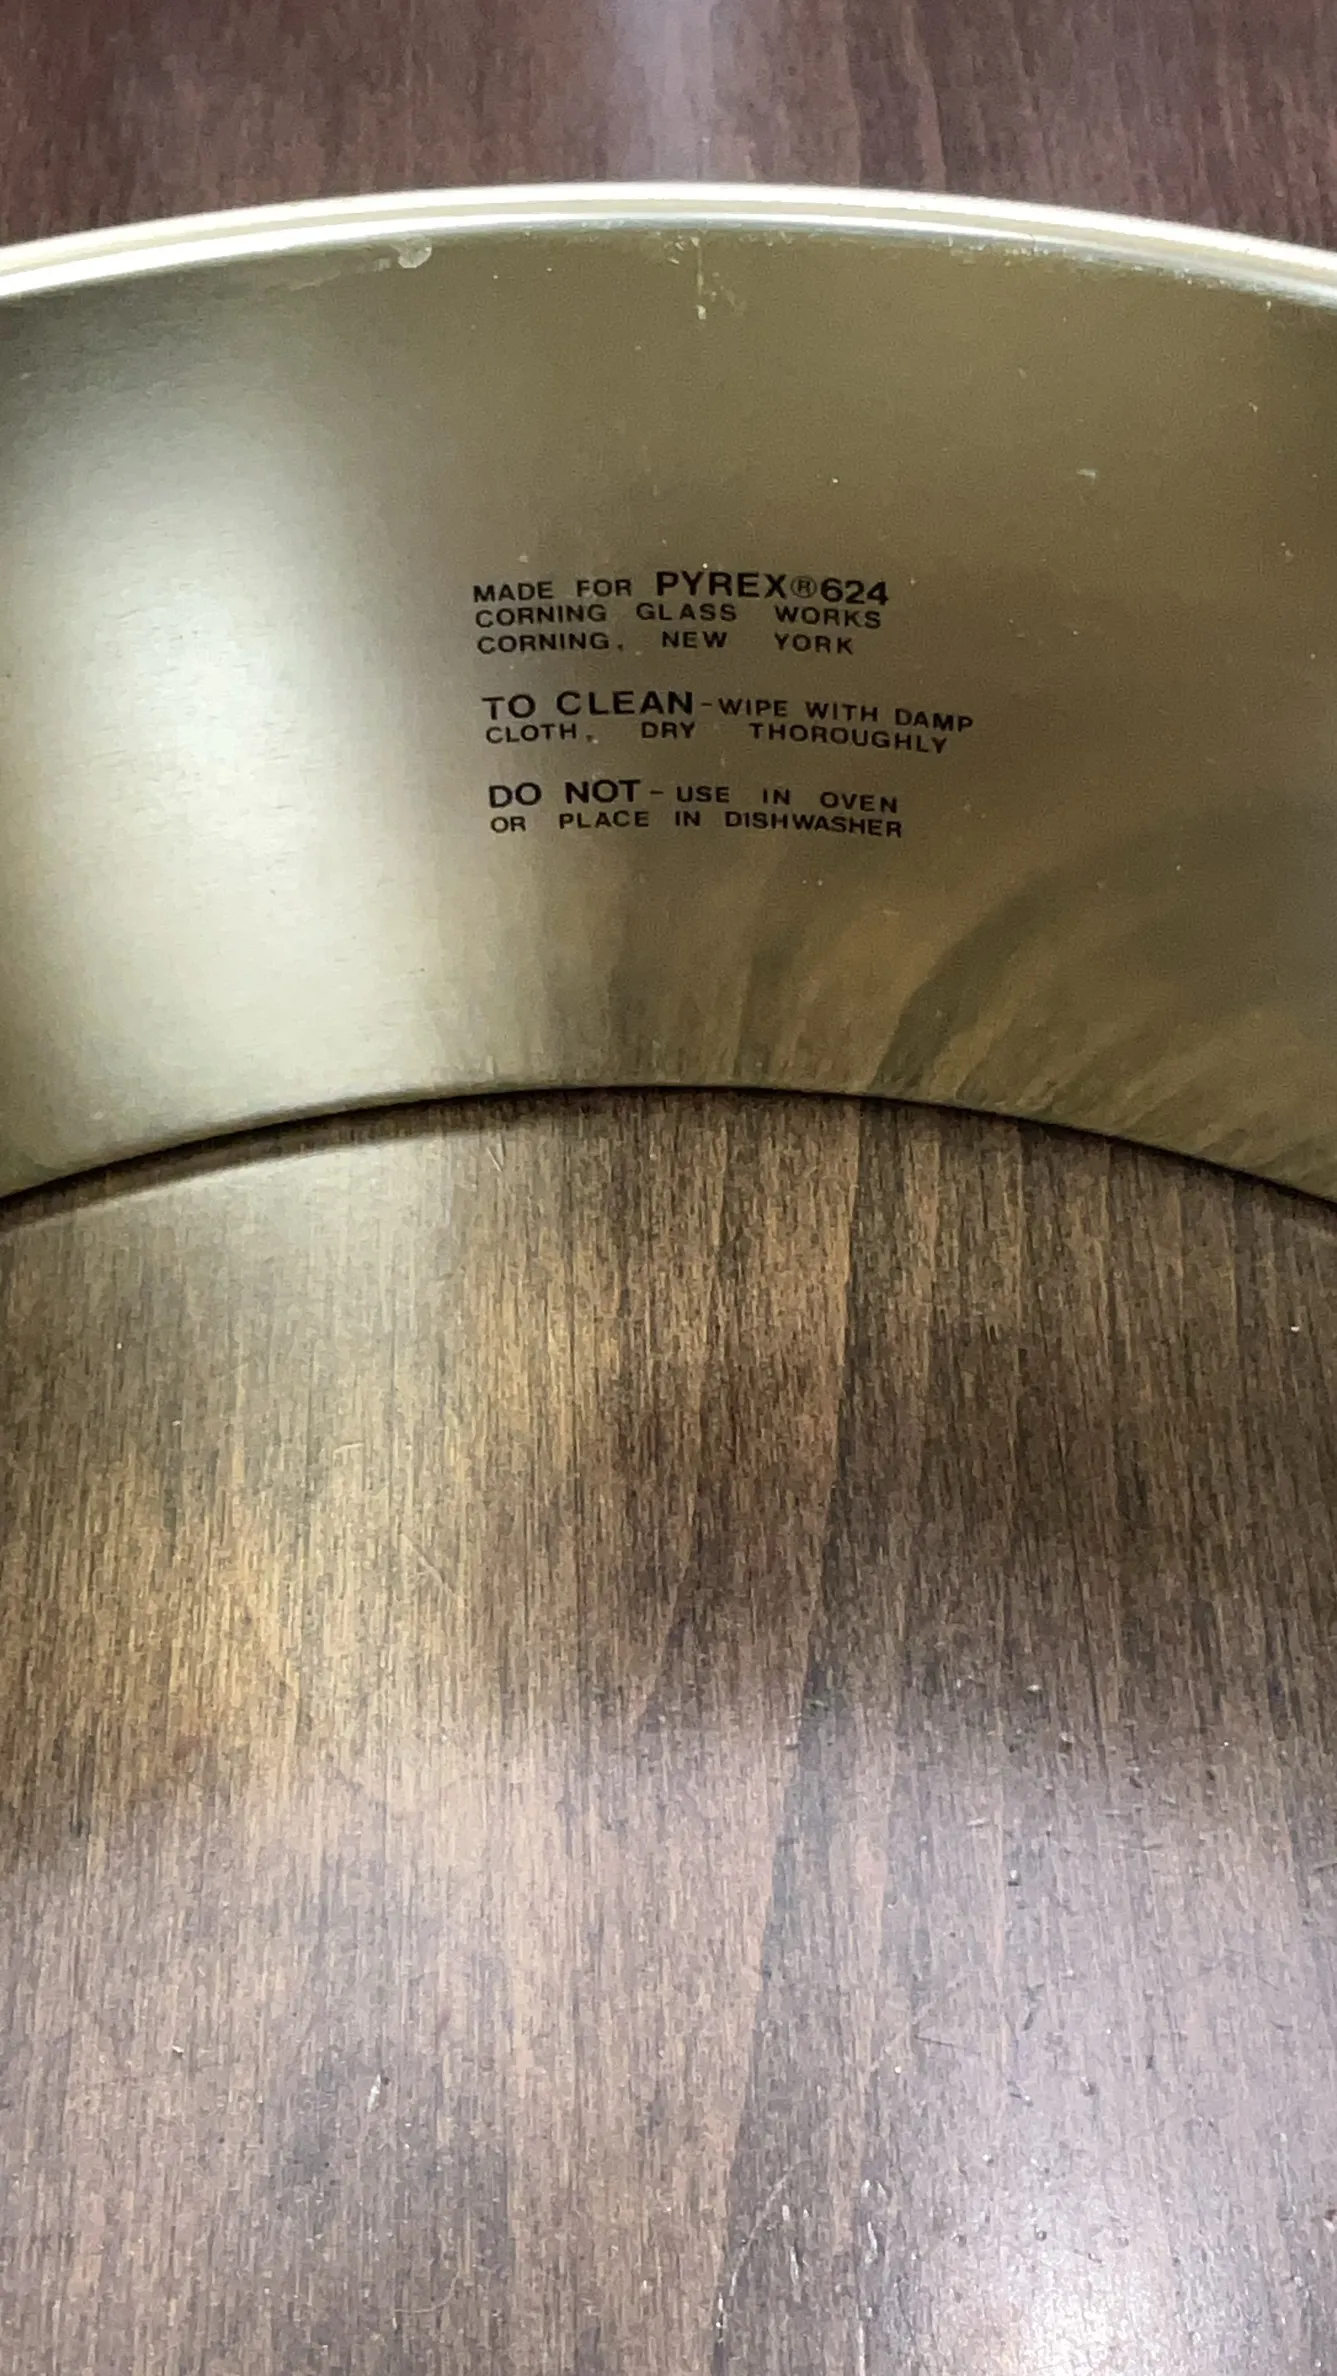 MADE FOR PYREX®624
CORNING GLASS WORKS
CORNING, NEW YORK
TO CLEAN-WIPE WITH DAMP
CLOTH, DRY THOROUGHLY
DO NOT-USE IN OVEN
OR PLACE IN DISHWASHER